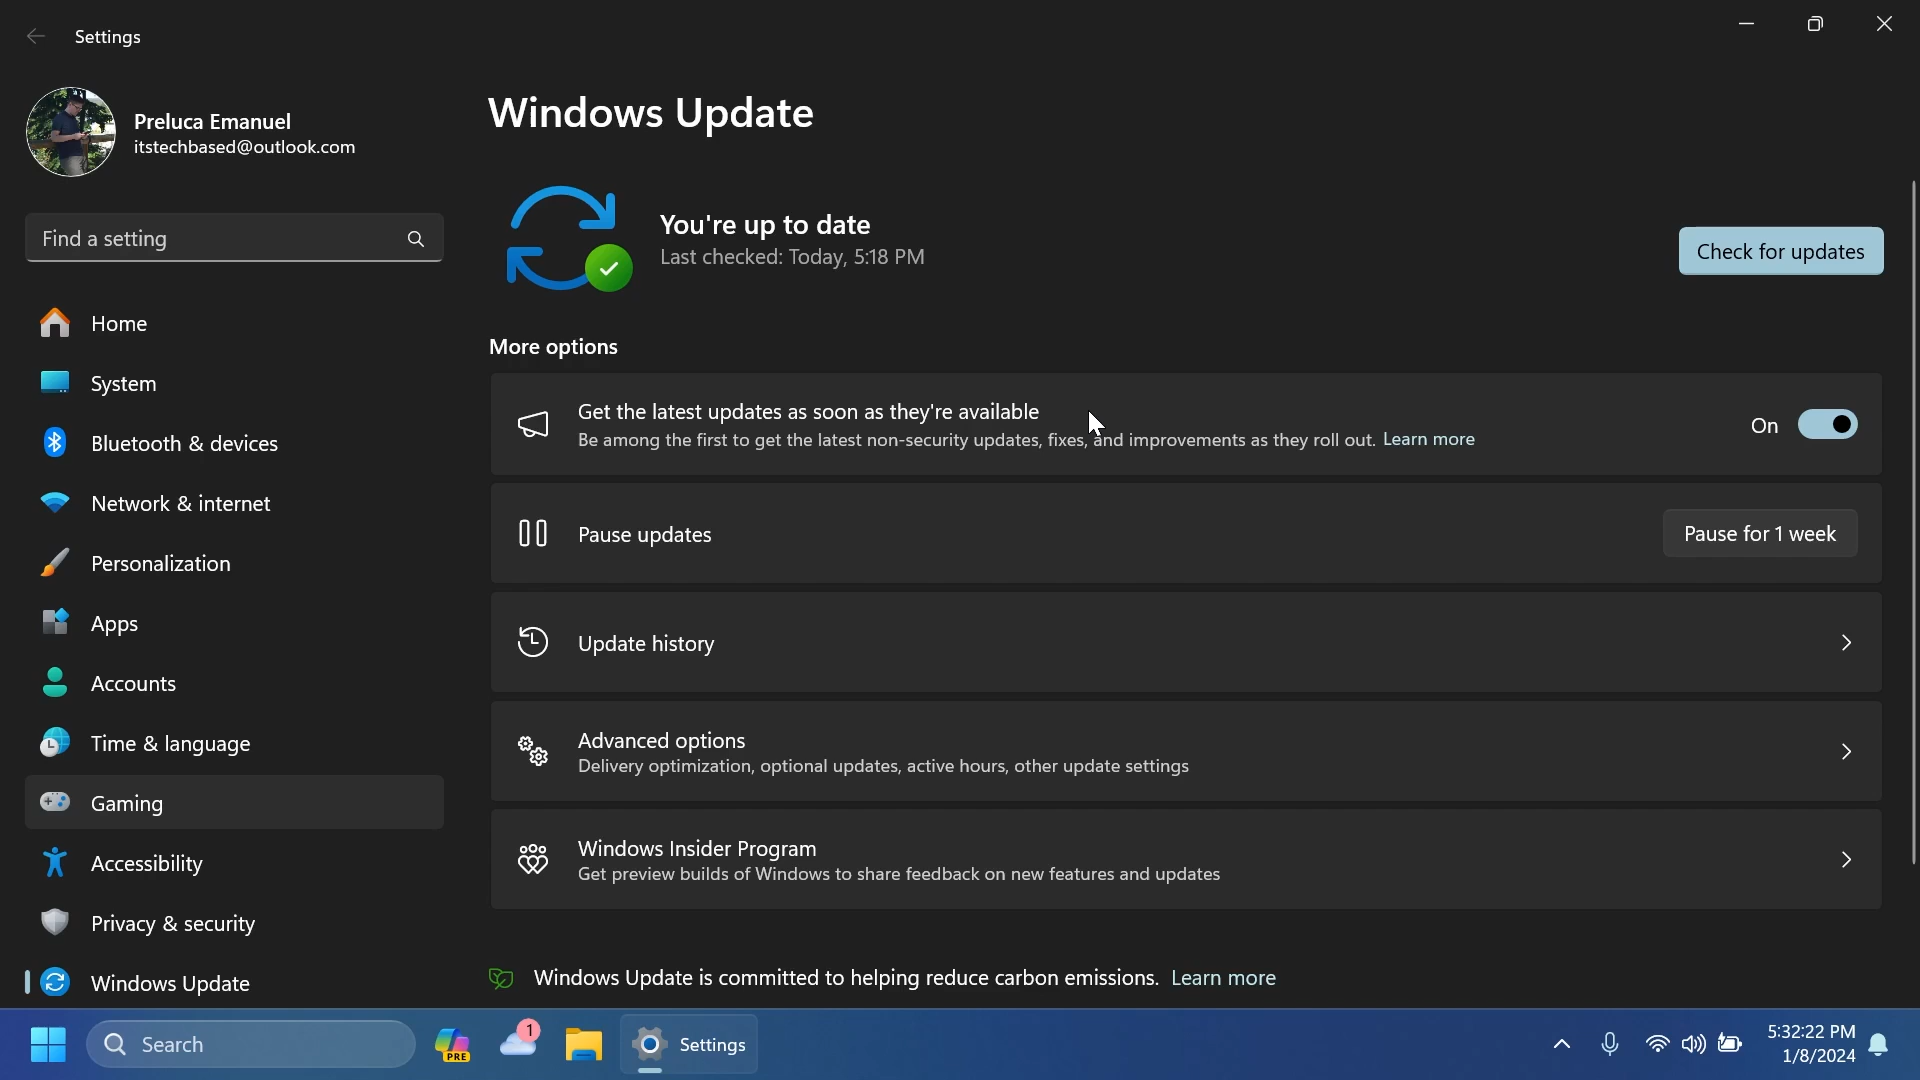 Settings
Preluca Emanuel
itstechbased@outlook.com
Find a setting
Home
System
Bluetooth & devices
Network & internet
Personalization
Apps
Accounts
Time & language
Gaming
Accessibility
Privacy & security
Windows Update
Windows Update
You're up to date
Last checked: Today, 5:18 PM
Check for updates
More options
Get the latest updates as soon as they're available
Be among the first to get the latest non-security updates, fixes, and improvements as they roll out. Learn more
On
Pause updates
Pause for 1 week
Update history
Advanced options
Delivery optimization, optional updates, active hours, other update settings
Windows Insider Program
Get preview builds of Windows to share feedback on new features and updates
Windows Update is committed to helping reduce carbon emissions. Learn more
Search
PRE
1
Settings
5:32:22 PM
1/8/2024